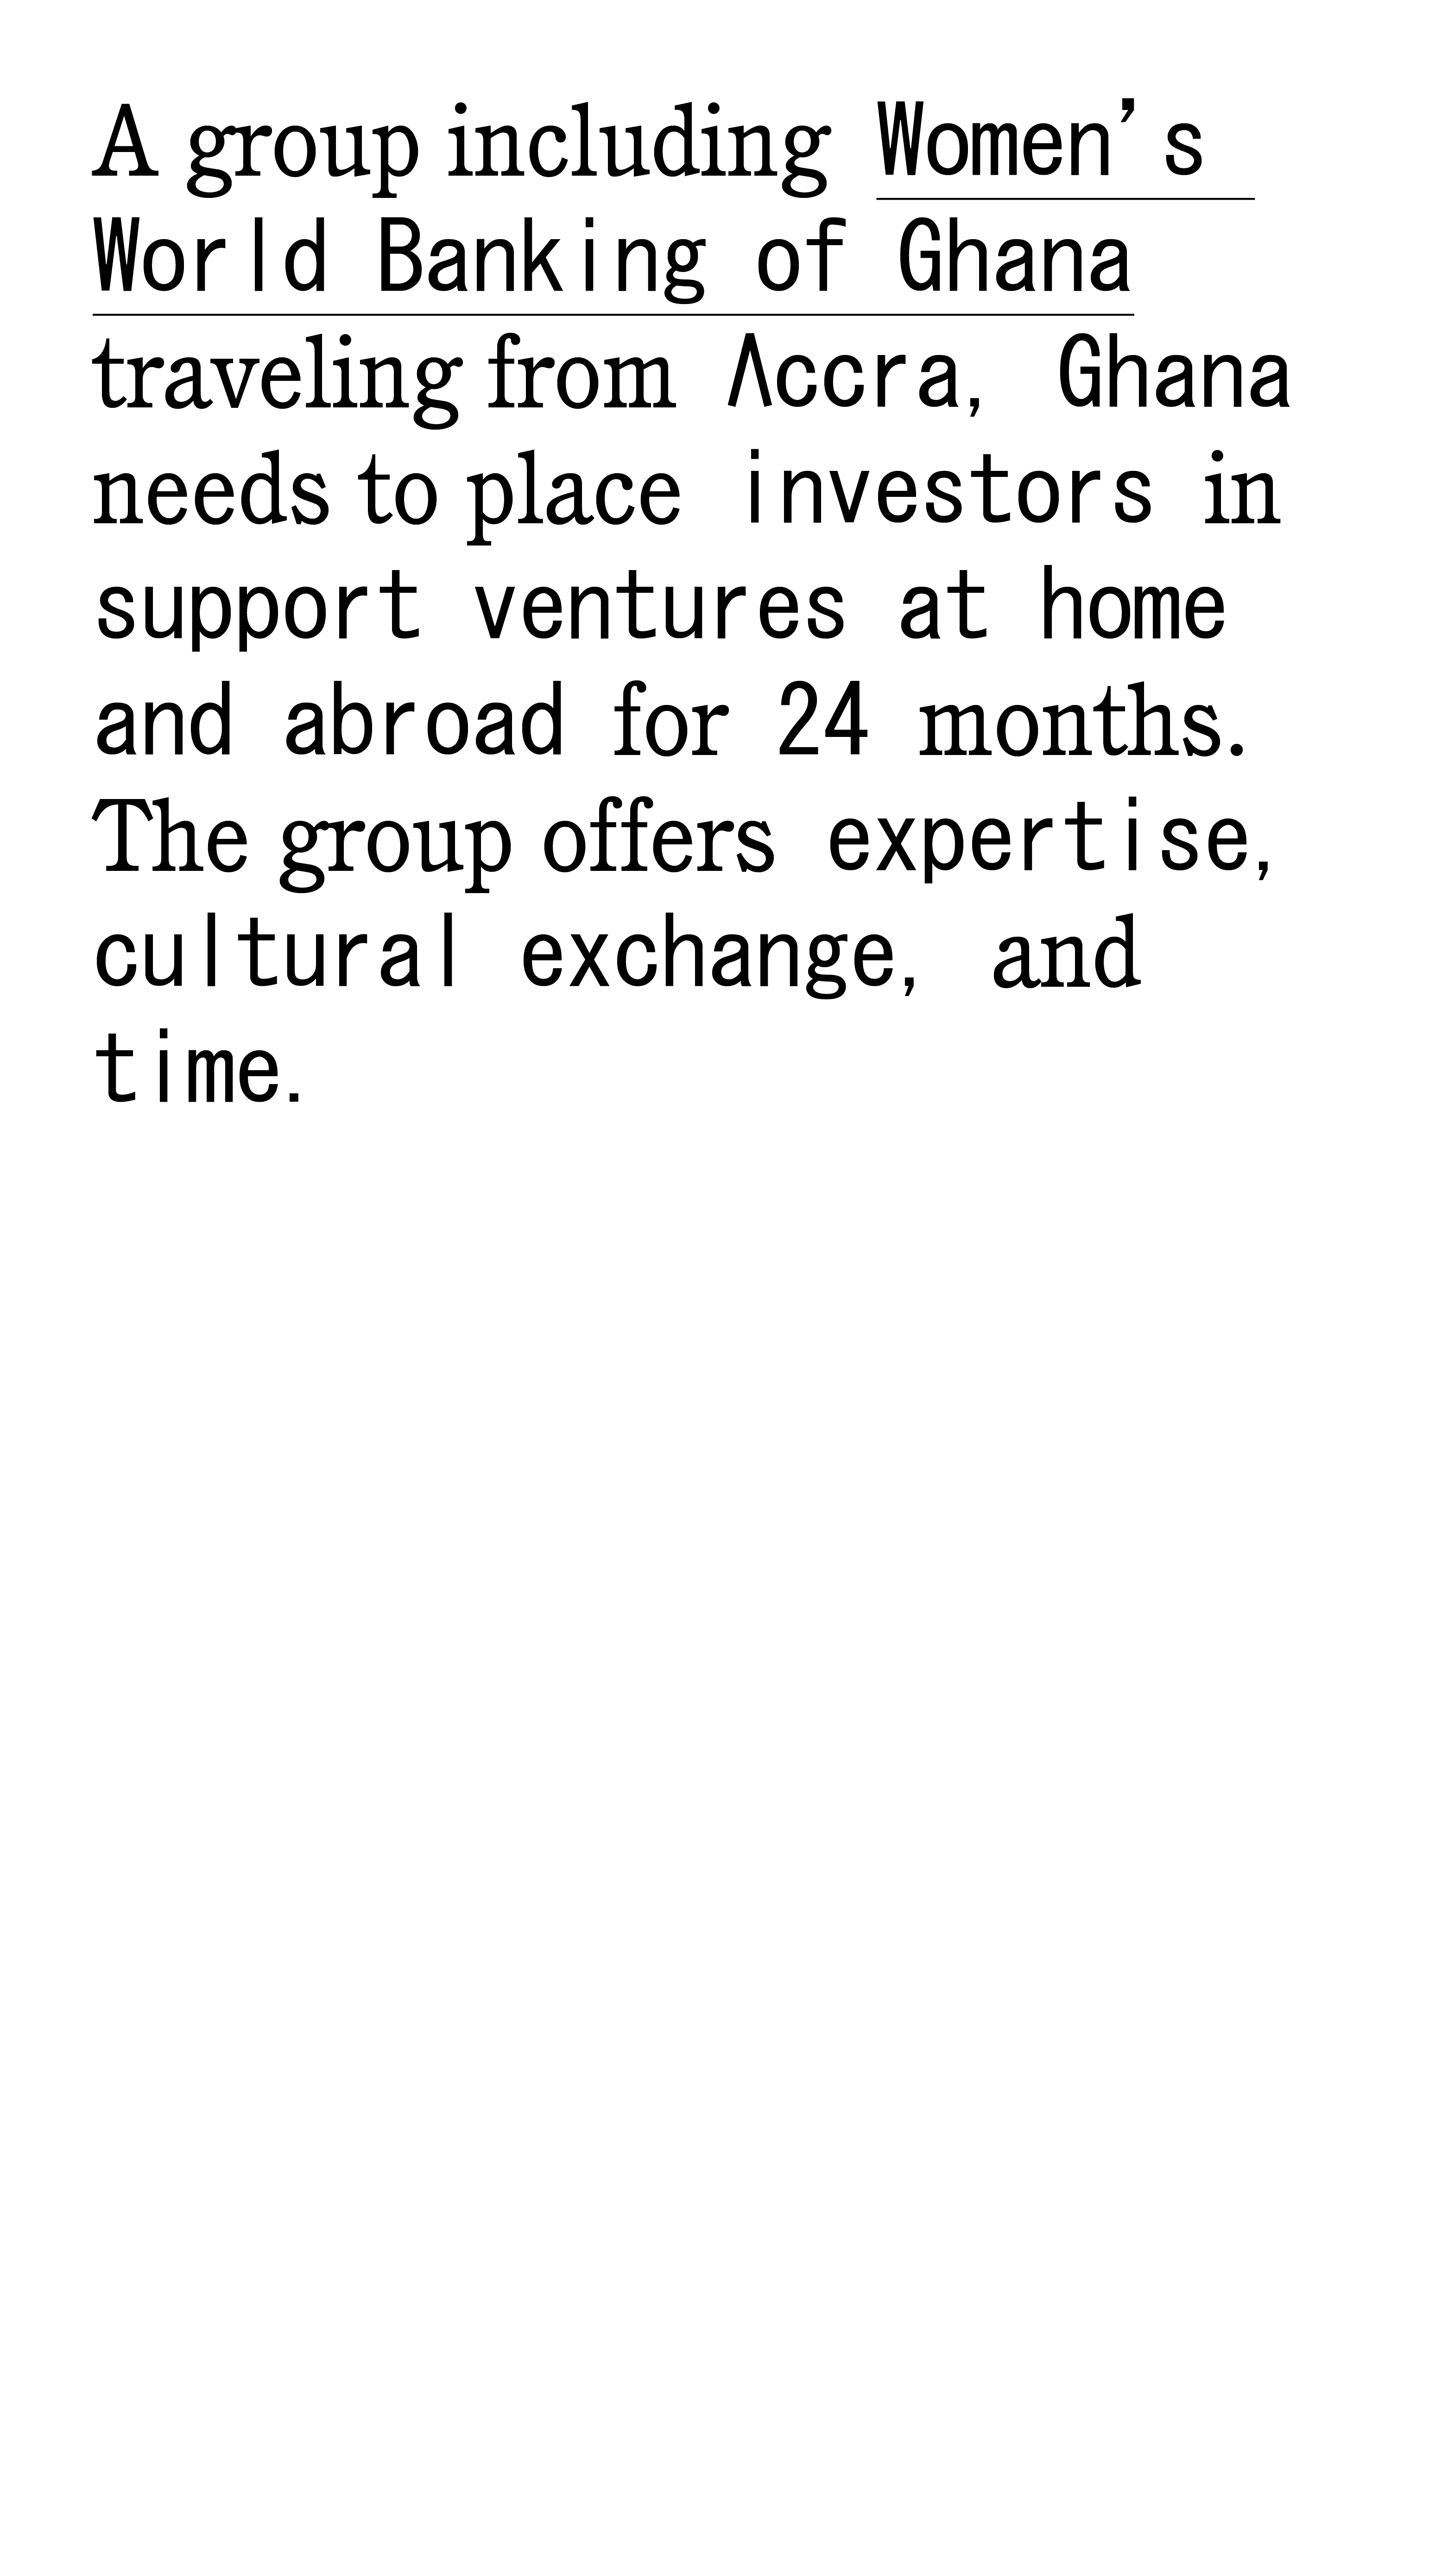 A group including Women’s
World Banking of Ghana
traveling from Accra, Ghana
needs to place investors in
support ventures at home
and abroad for 24 months.
The group offers expertise,
cultural exchange, and
time.